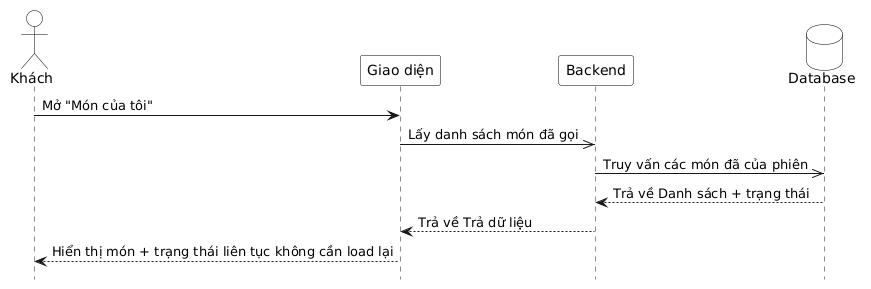 Khách
Giao diện
Backend
Database
Mở "Món của tôi"
Lấy danh sách món đã gọi
Truy vấn các món đã của phiên
Trả về Danh sách + trạng thái
Trả về Trả dữ liệu
Hiển thị món + trạng thái liên tục không cần load lại